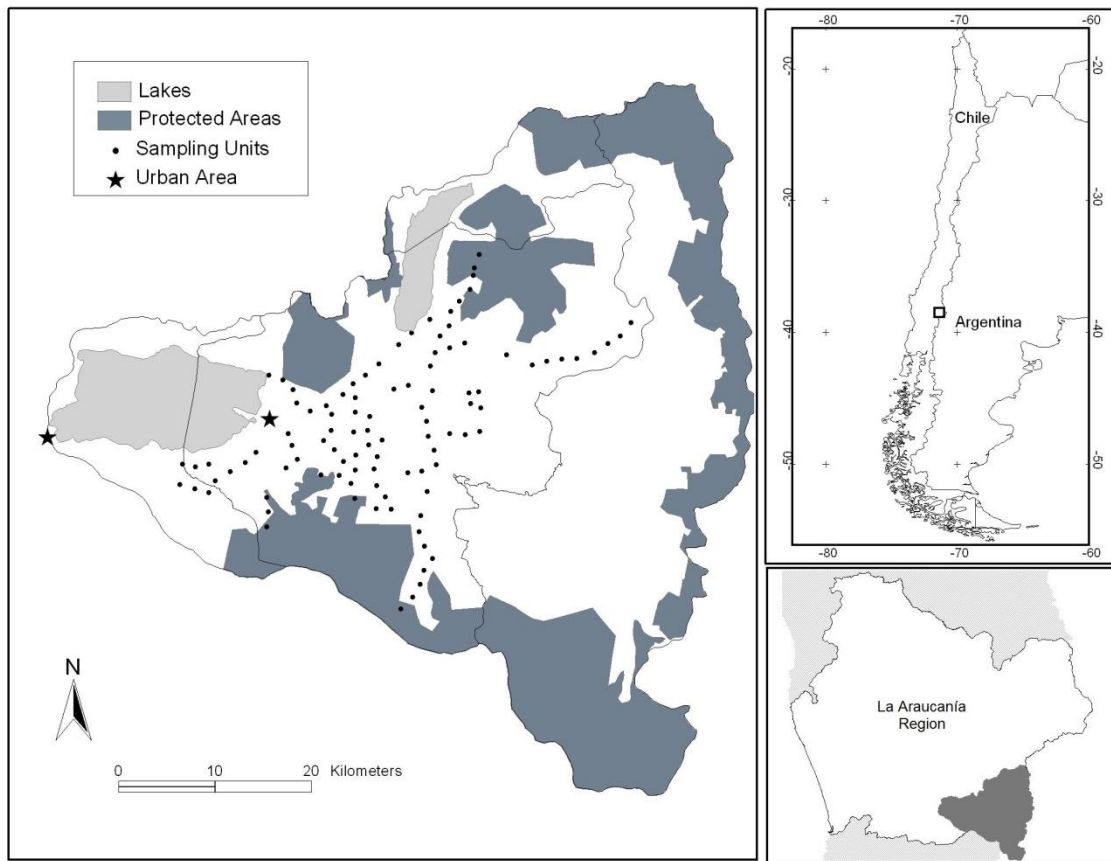 Lakes
Protected Areas
Sampling Units
Urban Area
N
0 10 20 Kilometers
-80 -70 -60
-20 -20
Chile
-30 -30
Argentina
-40 -40
-50 -50
-80 -70 -60
La Araucanía
Region